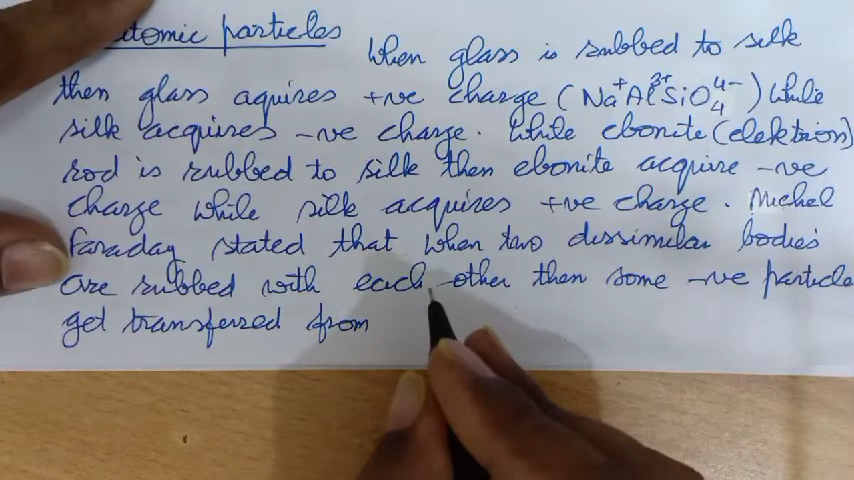 atomic particles
When glass is rubbed to silk
then glass aquires +ve charge (Na⁺Al³⁺SiO₄⁴⁻) while
silk acquires -ve charge. While ebonite (elektrion)
rod is rubbed to silk then ebonite acquire -ve
charge while silk acquires +ve charge. Michel
Faraday stated that when two dissimilar bodies
are rubbed with each other then some -ve particle
get transferred from